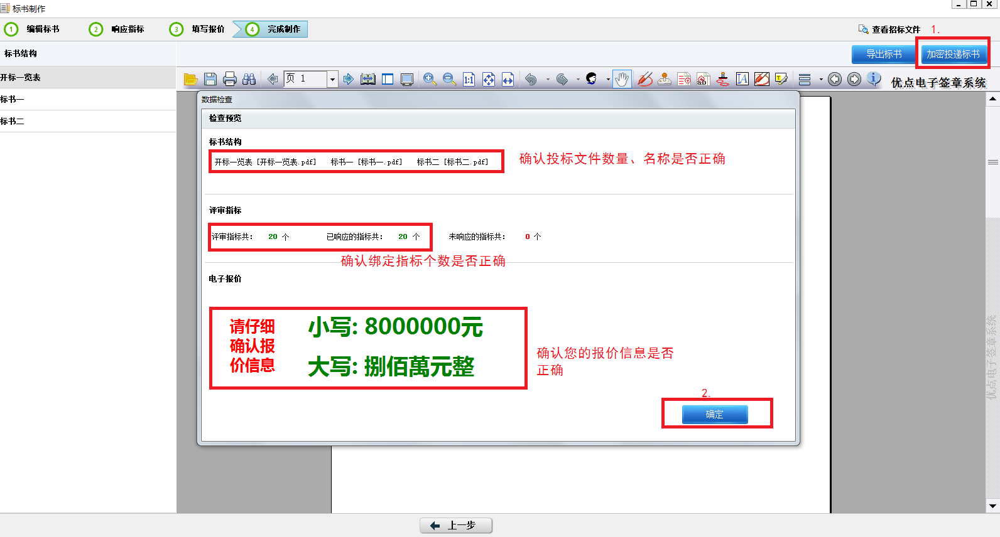 标书制作
1 编辑标书 2 响应指标 3 填写报价 4 完成制作 查看招标文件 1.
标书结构 导出标书 加密投递标书
开标一览表
页 1
优点电子签章系统
标书一
标书二
数据检查
检查预览
标书结构
开标一览表 [开标一览表.pdf] 标书一 [标书一.pdf] 标书二 [标书二.pdf]
确认投标文件数量、名称是否正确
评审指标
评审指标共: 20 个 已响应的指标共: 20 个 未响应的指标共: 0 个
确认绑定指标个数是否正确
电子报价
请仔细
确认报
价信息
小写: 8000000元
大写: 捌佰萬元整
确认您的报价信息是否
正确
2.
确定
优点电子签章系统
上一步